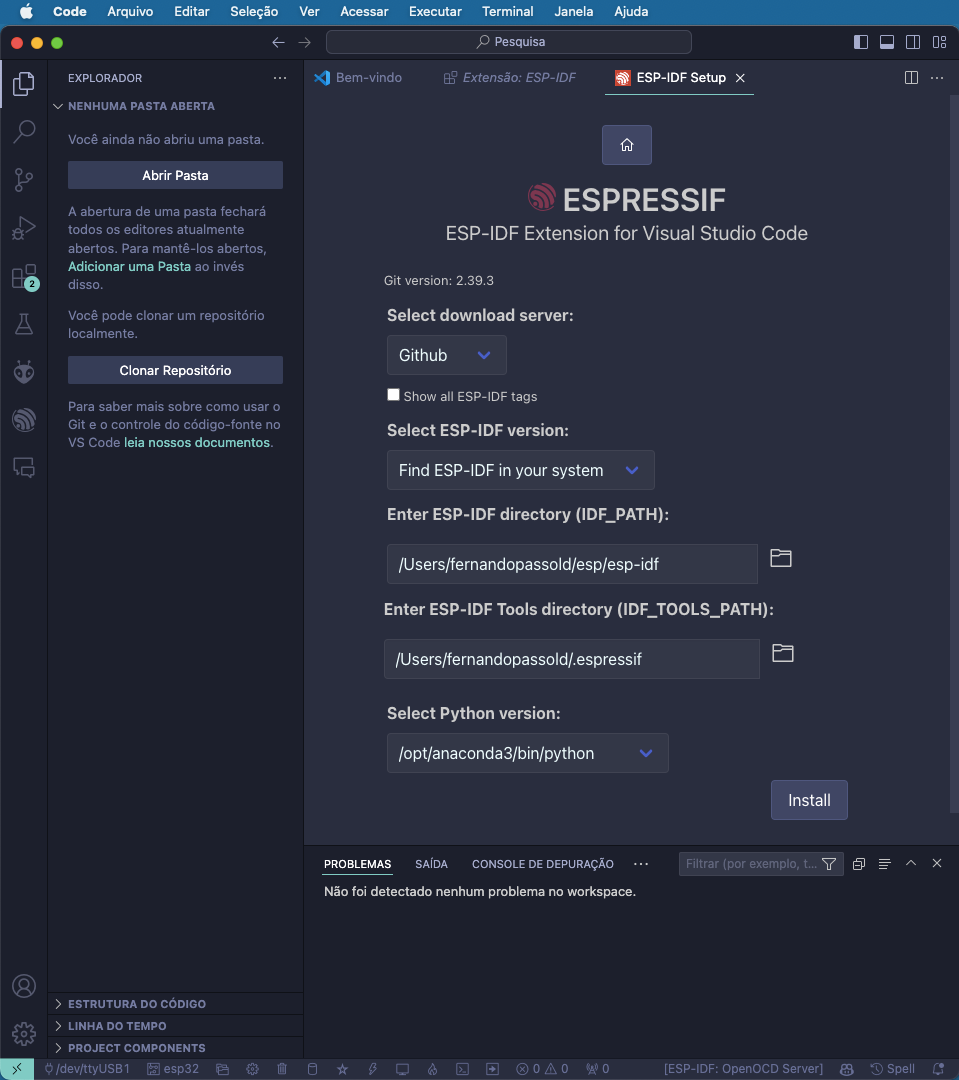 Code Arquivo Editar Seleção Ver Acessar Executar Terminal Janela Ajuda
Pesquisa
EXPLORADOR
NENHUMA PASTA ABERTA
Você ainda não abriu uma pasta.
Abrir Pasta
A abertura de uma pasta fechará
todos os editores atualmente
abertos. Para mantê-los abertos,
Adicionar uma Pasta ao invés
disso.
Você pode clonar um repositório
localmente.
Clonar Repositório
Para saber mais sobre como usar o
Git e o controle do código-fonte no
VS Code leia nossos documentos.
2
ESTRUTURA DO CÓDIGO
LINHA DO TEMPO
PROJECT COMPONENTS
Bem-vindo Extensão: ESP-IDF ESP-IDF Setup
ESPRESSIF
ESP-IDF Extension for Visual Studio Code
Git version: 2.39.3
Select download server:
Github
Show all ESP-IDF tags
Select ESP-IDF version:
Find ESP-IDF in your system
Enter ESP-IDF directory (IDF_PATH):
/Users/fernandopassold/esp/esp-idf
Enter ESP-IDF Tools directory (IDF_TOOLS_PATH):
/Users/fernandopassold/.espressif
Select Python version:
/opt/anaconda3/bin/python
Install
PROBLEMAS SAÍDA CONSOLE DE DEPURAÇÃO ··· Filtrar (por exemplo, t...
Não foi detectado nenhum problema no workspace.
/dev/ttyUSB1 esp32 0 0 0 [ESP-IDF: OpenOCD Server] Spell